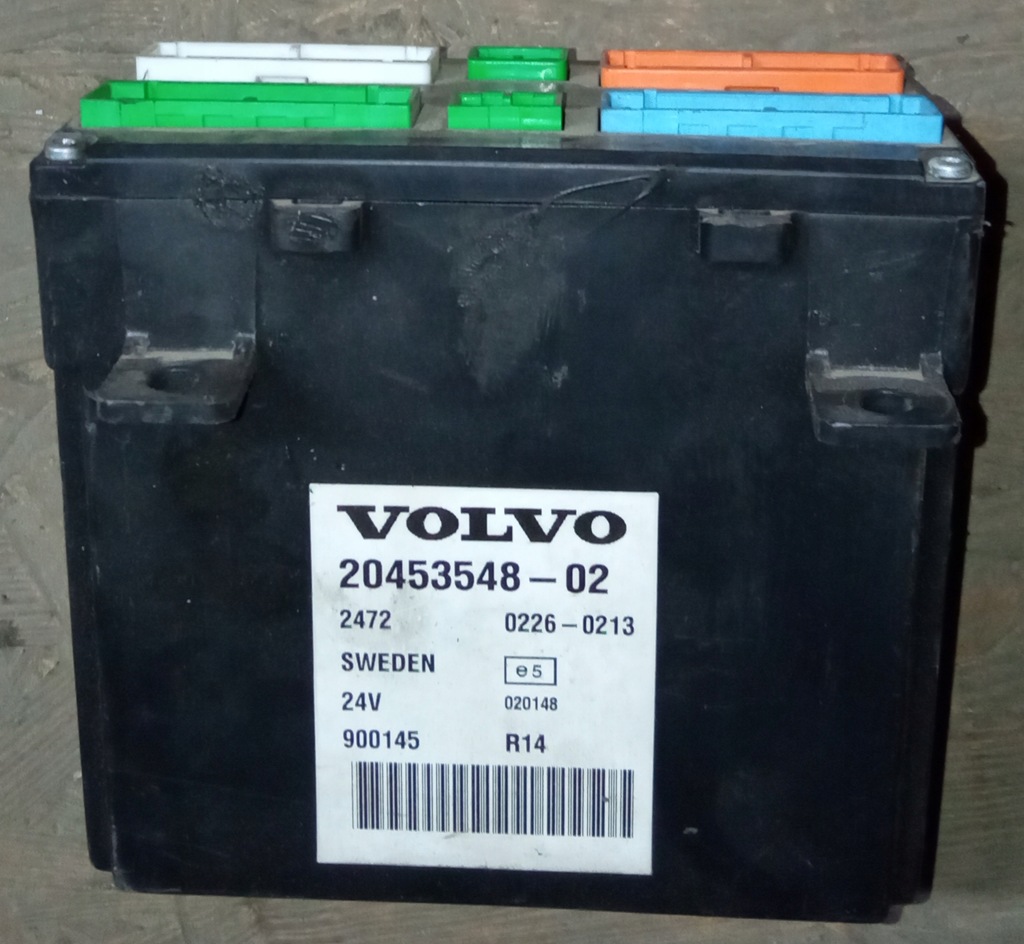 VOLVO
20453548-02
2472 0226-0213
SWEDEN e5
24V 020148
900145 R14